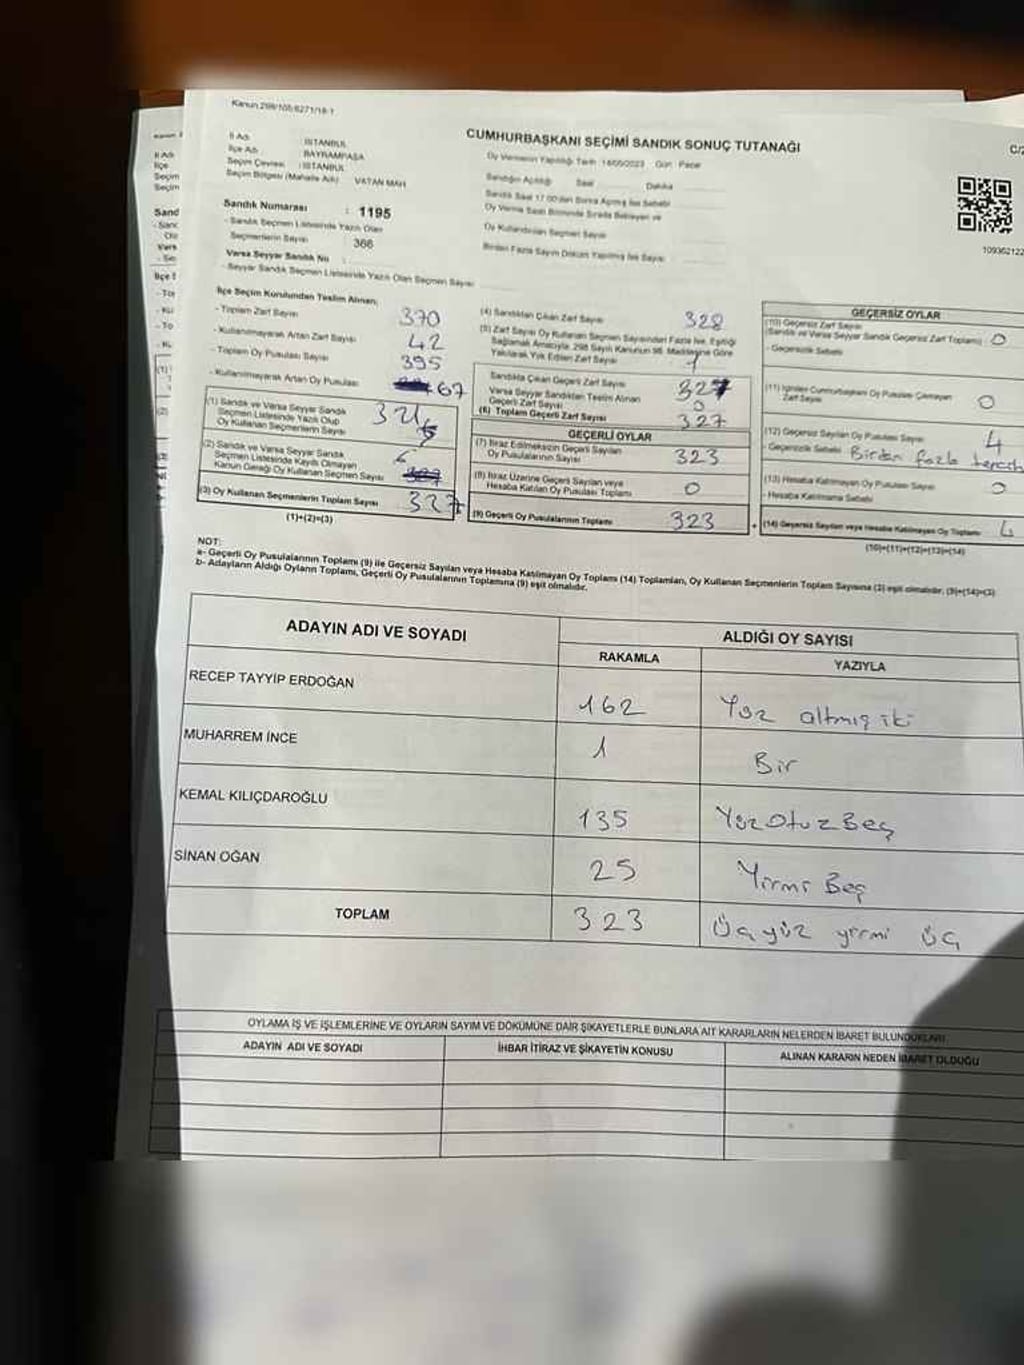 Kanun 298/105/6271/18-1
CUMHURBAŞKANI SEÇİMİ SANDIK SONUÇ TUTANAĞI
C/2
İl Adı : İSTANBUL
İlçe Adı : BAYRAMPAŞA
Seçim Çevresi : İSTANBUL
Seçim Bölgesi (Mahalle Adı) : VATAN MAH.
Oy Vermenin Yapıldığı Tarih 14/05/2023 Gün : Pazar
Sandığın Açıldığı Saat Dakika
Sandık Saat 17.00'den Sonra Açılmış İse Sebebi
Oy Verme Saati Bitiminde Sırada Bekleyen ve
Oy Kullandırılan Seçmen Sayısı
Birden Fazla Sayım Döküm Yapılmış İse Sayısı
Sandık Numarası : 1195
- Sandık Seçmen Listesinde Yazılı Olan
Seçmenlerin Sayısı : 366
Varsa Seyyar Sandık No :
- Seyyar Sandık Seçmen Listesinde Yazılı Olan Seçmen Sayısı
109362122
İlçe Seçim Kurulundan Teslim Alınan;
- Toplam Zarf Sayısı 370
- Kullanılmayarak Artan Zarf Sayısı 42
- Toplam Oy Pusulası Sayısı 395
- Kullanılmayarak Artan Oy Pusulası 67
(1) Sandık ve Varsa Seyyar Sandık
Seçmen Listesinde Yazılı Olup
Oy Kullanan Seçmenlerin Sayısı
(2) Sandık ve Varsa Seyyar Sandık
Seçmen Listesinde Kayıtlı Olmayan
Kanun Gereği Oy Kullanan Seçmen Sayısı
(3) Oy Kullanan Seçmenlerin Toplam Sayısı 327
(1)+(2)=(3)
(4) Sandıktan Çıkan Zarf Sayısı 328
(5) Zarf Sayısı Oy Kullanan Seçmen Sayısından Fazla İse, Eşitliği
Sağlamak Amacıyla, 298 Sayılı Kanunun 98. Maddesine Göre
Yakılarak Yok Edilen Zarf Sayısı 1
Sandıkta Çıkan Geçerli Zarf Sayısı 327
Varsa Seyyar Sandıktan Teslim Alınan
Geçerli Zarf Sayısı 0
(6) Toplam Geçerli Zarf Sayısı 327
GEÇERLİ OYLAR
(7) İtiraz Edilmeksizin Geçerli Sayılan
Oy Pusulalarının Sayısı 323
(8) İtiraz Üzerine Geçerli Sayılan veya
Hesaba Katılan Oy Pusulası Toplamı 0
(9) Geçerli Oy Pusulalarının Toplamı 323
GEÇERSİZ OYLAR
(10) Geçersiz Zarf Sayısı
(Sandık ve Varsa Seyyar Sandık Geçersiz Zarf Toplamı) 0
- Geçersizlik Sebebi
(11) İçinden Cumhurbaşkanı Oy Pusulası Çıkmayan
Zarf Sayısı 0
(12) Geçersiz Sayılan Oy Pusulası Sayısı 4
- Geçersizlik Sebebi Birden fazla tercih
(13) Hesaba Katılmayan Oy Pusulası Sayısı 0
- Hesaba Katılmama Sebebi
(14) Geçersiz Sayılan veya Hesaba Katılmayan Oy Toplamı 4
(10)+(11)+(12)+(13)=(14)
NOT:
a- Geçerli Oy Pusulalarının Toplamı (9) ile Geçersiz Sayılan veya Hesaba Katılmayan Oy Toplamı (14) Toplamları, Oy Kullanan Seçmenlerin Toplam Sayısına (3) eşit olmalıdır. (9)+(14)=(3)
b- Adayların Aldığı Oyların Toplamı, Geçerli Oy Pusulalarının Toplamına (9) eşit olmalıdır.
ADAYIN ADI VE SOYADI ALDIĞI OY SAYISI
RAKAMLA YAZIYLA
RECEP TAYYİP ERDOĞAN 162 Yüz altmış iki
MUHARREM İNCE 1 Bir
KEMAL KILIÇDAROĞLU 135 Yüz Otuz Beş
SİNAN OĞAN 25 Yirmi Beş
TOPLAM 323 Üç yüz yirmi üç
OYLAMA İŞ VE İŞLEMLERİNE VE OYLARIN SAYIM VE DÖKÜMÜNE DAİR ŞİKAYETLERLE BUNLARA AİT KARARLARIN NELERDEN İBARET BULUNDUKLARI
ADAYIN ADI VE SOYADI İHBAR İTİRAZ VE ŞİKAYETİN KONUSU ALINAN KARARIN NEDEN İBARET OLDUĞU